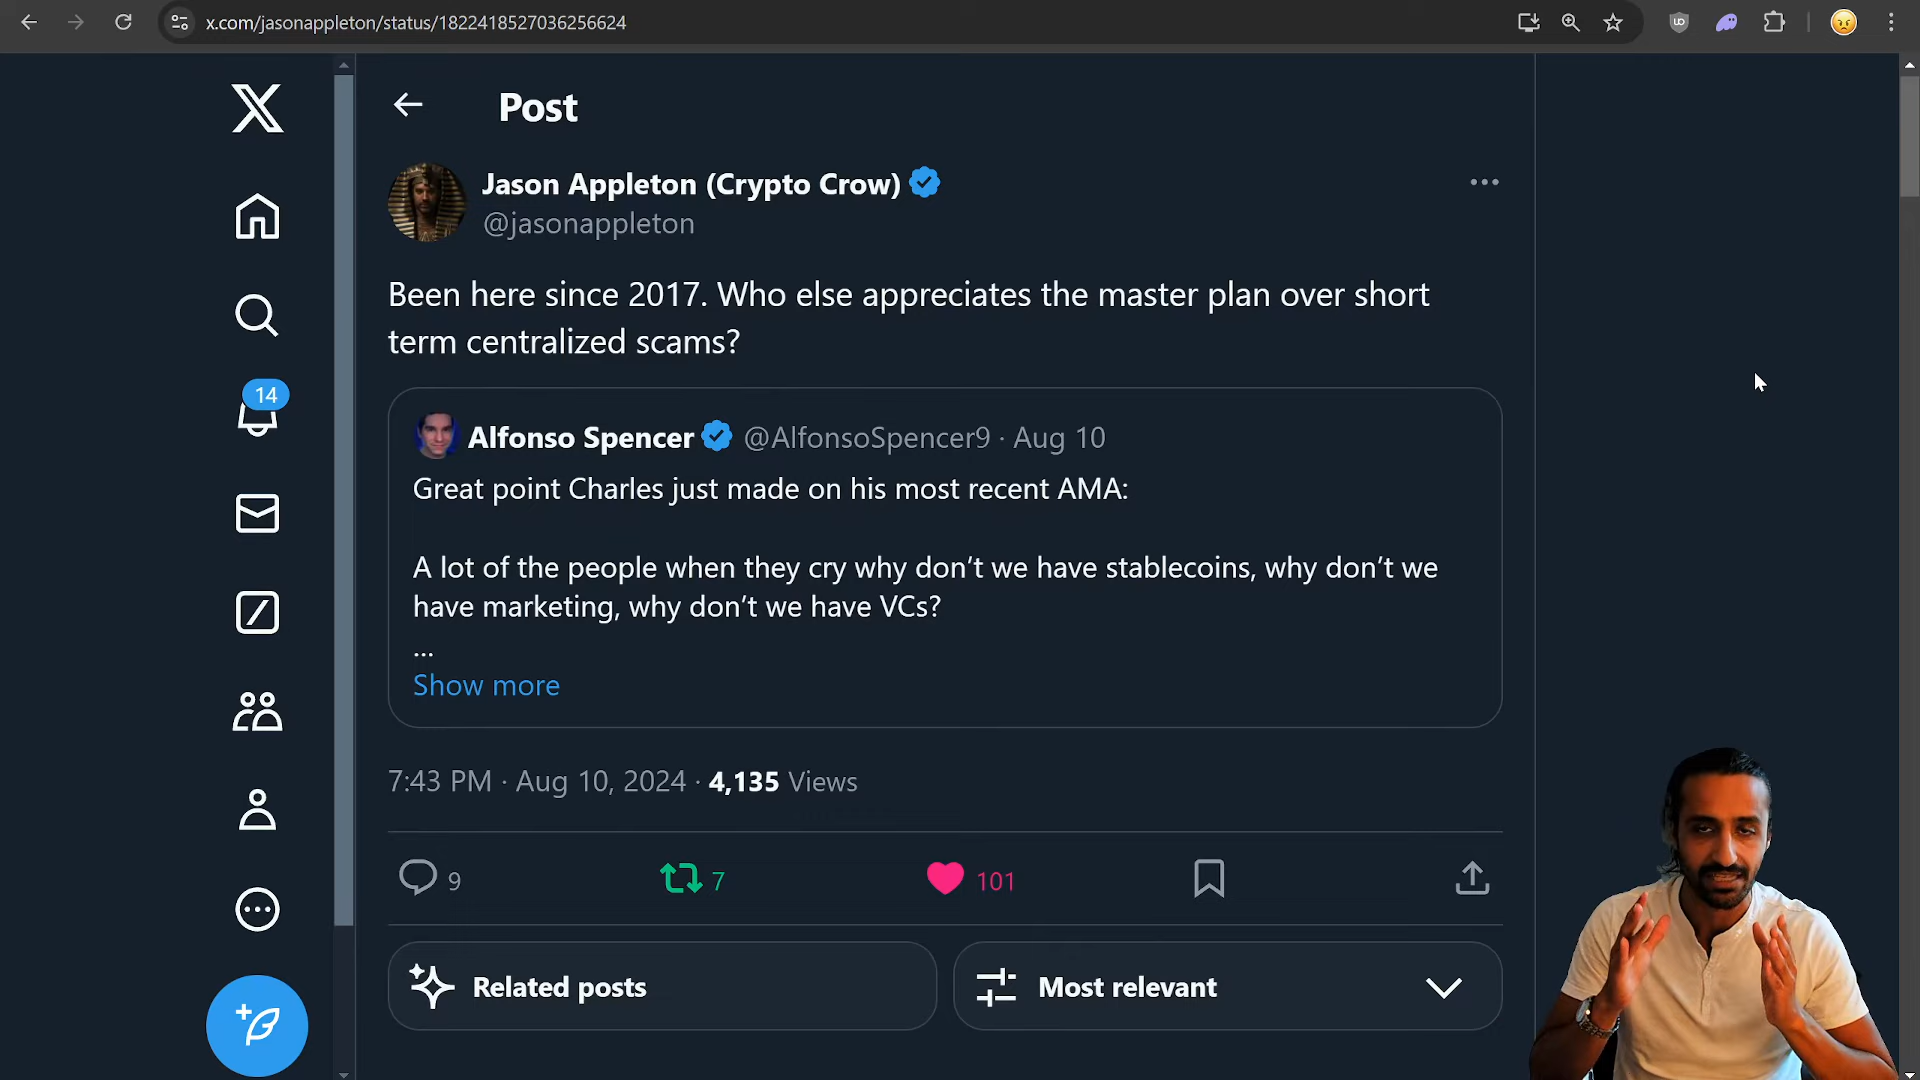 x.com/jasonappleton/status/1822418527036256624
Post
Jason Appleton (Crypto Crow)
@jasonappleton
Been here since 2017. Who else appreciates the master plan over short
term centralized scams?
14
Alfonso Spencer @AlfonsoSpencer9 · Aug 10
Great point Charles just made on his most recent AMA:
A lot of the people when they cry why don’t we have stablecoins, why don’t we
have marketing, why don’t we have VCs?
...
Show more
7:43 PM · Aug 10, 2024 · 4,135 Views
9
7
101
Related posts
Most relevant